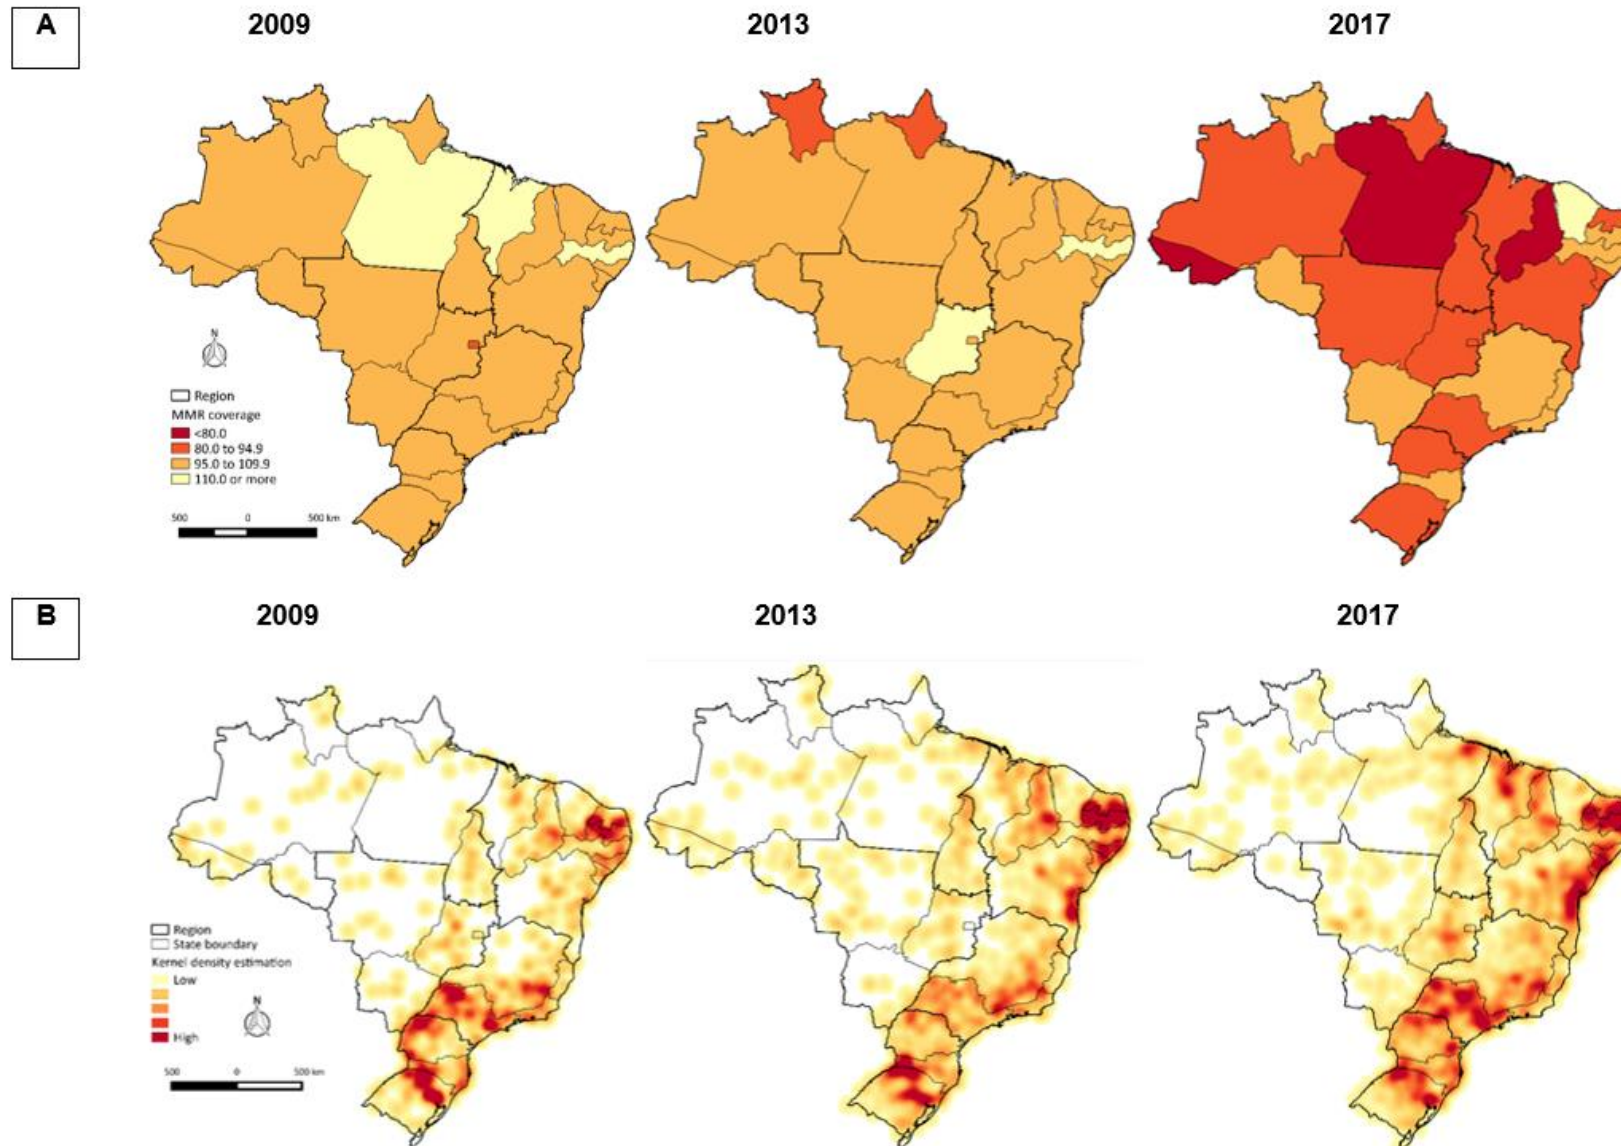 A
2009
2013
2017
N
Region
MMR coverage
<80.0
80.0 to 94.9
95.0 to 109.9
110.0 or more
500 0 500 km
B
2009
2013
2017
Region
State boundary
Kernel density estimation
Low
N
High
500 0 500 km